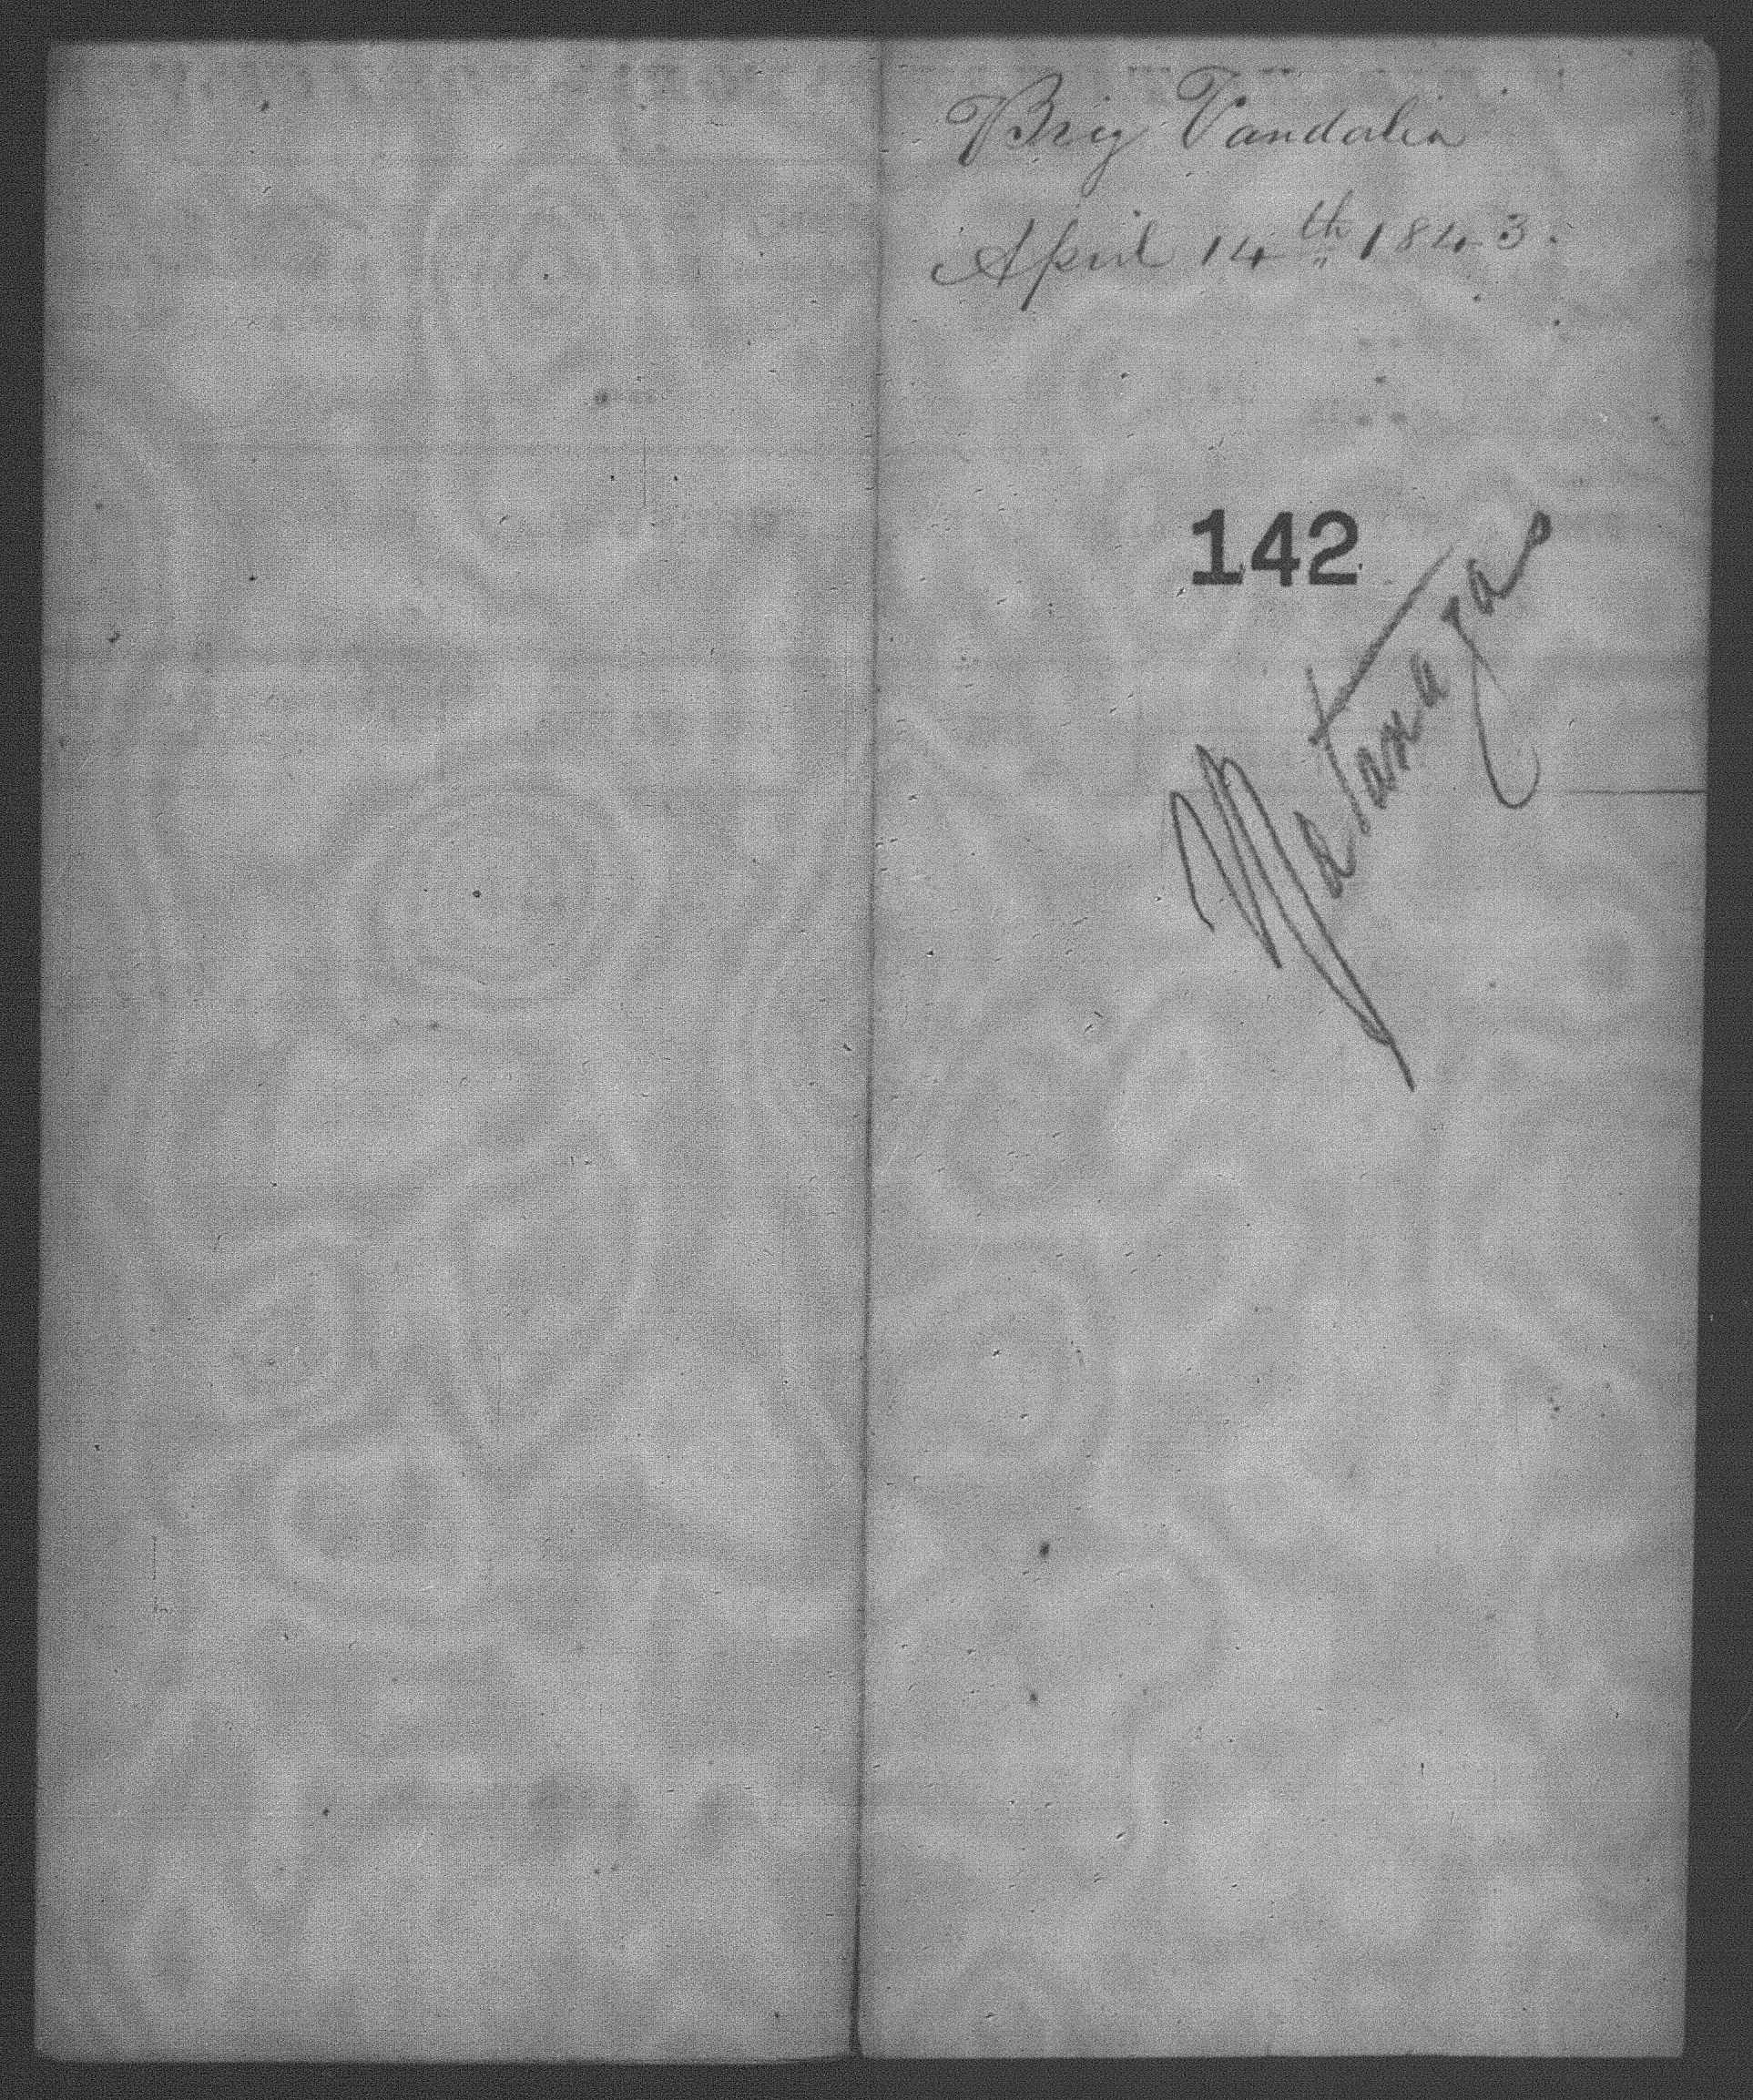 Brig Vandalia
April 14th 1843.
142
Matanzas